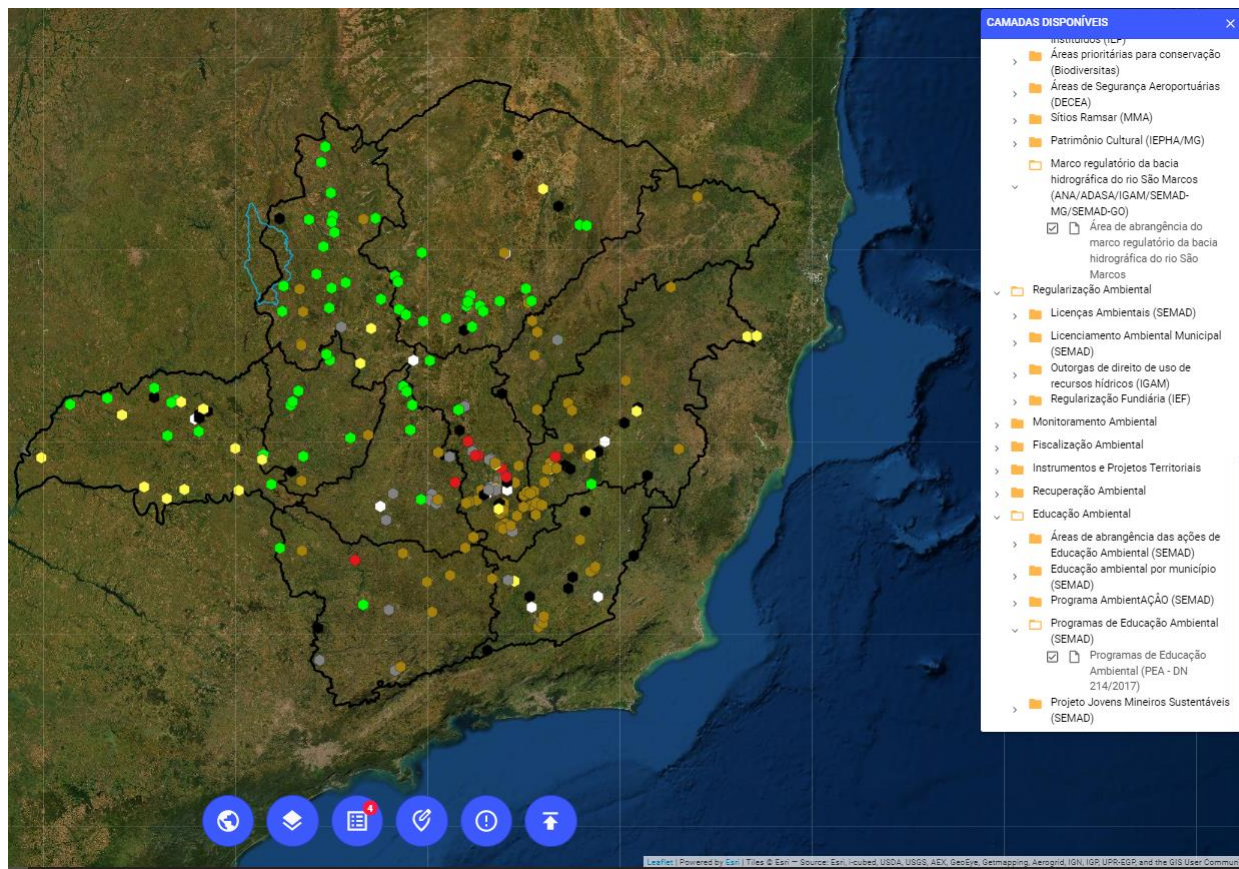 CAMADAS DISPONÍVEIS
Instituídos (IEF)
Áreas prioritárias para conservação
(Biodiversitas)
Áreas de Segurança Aeroportuárias
(DECEA)
Sítios Ramsar (MMA)
Patrimônio Cultural (IEPHA/MG)
Marco regulatório da bacia
hidrográfica do rio São Marcos
(ANA/ADASA/IGAM/SEMAD-
MG/SEMAD-GO)
Área de abrangência do
marco regulatório da bacia
hidrográfica do rio São
Marcos
Regularização Ambiental
Licenças Ambientais (SEMAD)
Licenciamento Ambiental Municipal
(SEMAD)
Outorgas de direito de uso de
recursos hídricos (IGAM)
Regularização Fundiária (IEF)
Monitoramento Ambiental
Fiscalização Ambiental
Instrumentos e Projetos Territoriais
Recuperação Ambiental
Educação Ambiental
Áreas de abrangência das ações de
Educação Ambiental (SEMAD)
Educação ambiental por município
(SEMAD)
Programa AmbientAÇÃO (SEMAD)
Programas de Educação Ambiental
(SEMAD)
Programas de Educação
Ambiental (PEA - DN
214/2017)
Projeto Jovens Mineiros Sustentáveis
(SEMAD)
4
Leaflet | Powered by Esri | Tiles © Esri — Source: Esri, i-cubed, USDA, USGS, AEX, GeoEye, Getmapping, Aerogrid, IGN, IGP, UPR-EGP, and the GIS User Commun